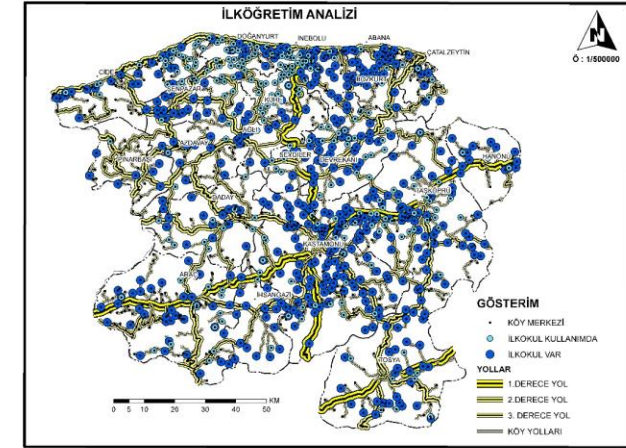 İLKÖĞRETİM ANALİZİ
N
Ö : 1/500000
DOĞANYURT
İNEBOLU
ABANA
ÇATALZEYTİN
CİDE
BOZKURT
ŞENPAZAR
KÜRE
AĞLI
AZDAVAY
PINARBAŞI
SEYDİLER
DEVREKANİ
HANÖNÜ
TAŞKÖPRÜ
DADAY
KASTAMONU
ARAÇ
İHSANGAZİ
TOSYA
GÖSTERİM
KÖY MERKEZİ
İLKOKUL KULLANIMDA
İLKOKUL VAR
YOLLAR
1.DERECE YOL
2.DERECE YOL
3. DERECE YOL
KÖY YOLLARI
0 5 10 20 30 40 50 KM